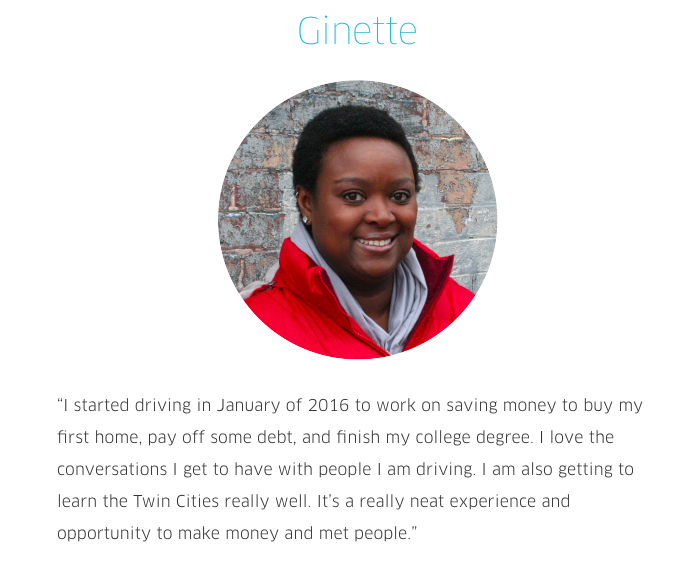 Ginette
“I started driving in January of 2016 to work on saving money to buy my
first home, pay off some debt, and finish my college degree. I love the
conversations I get to have with people I am driving. I am also getting to
learn the Twin Cities really well. It’s a really neat experience and
opportunity to make money and met people.”